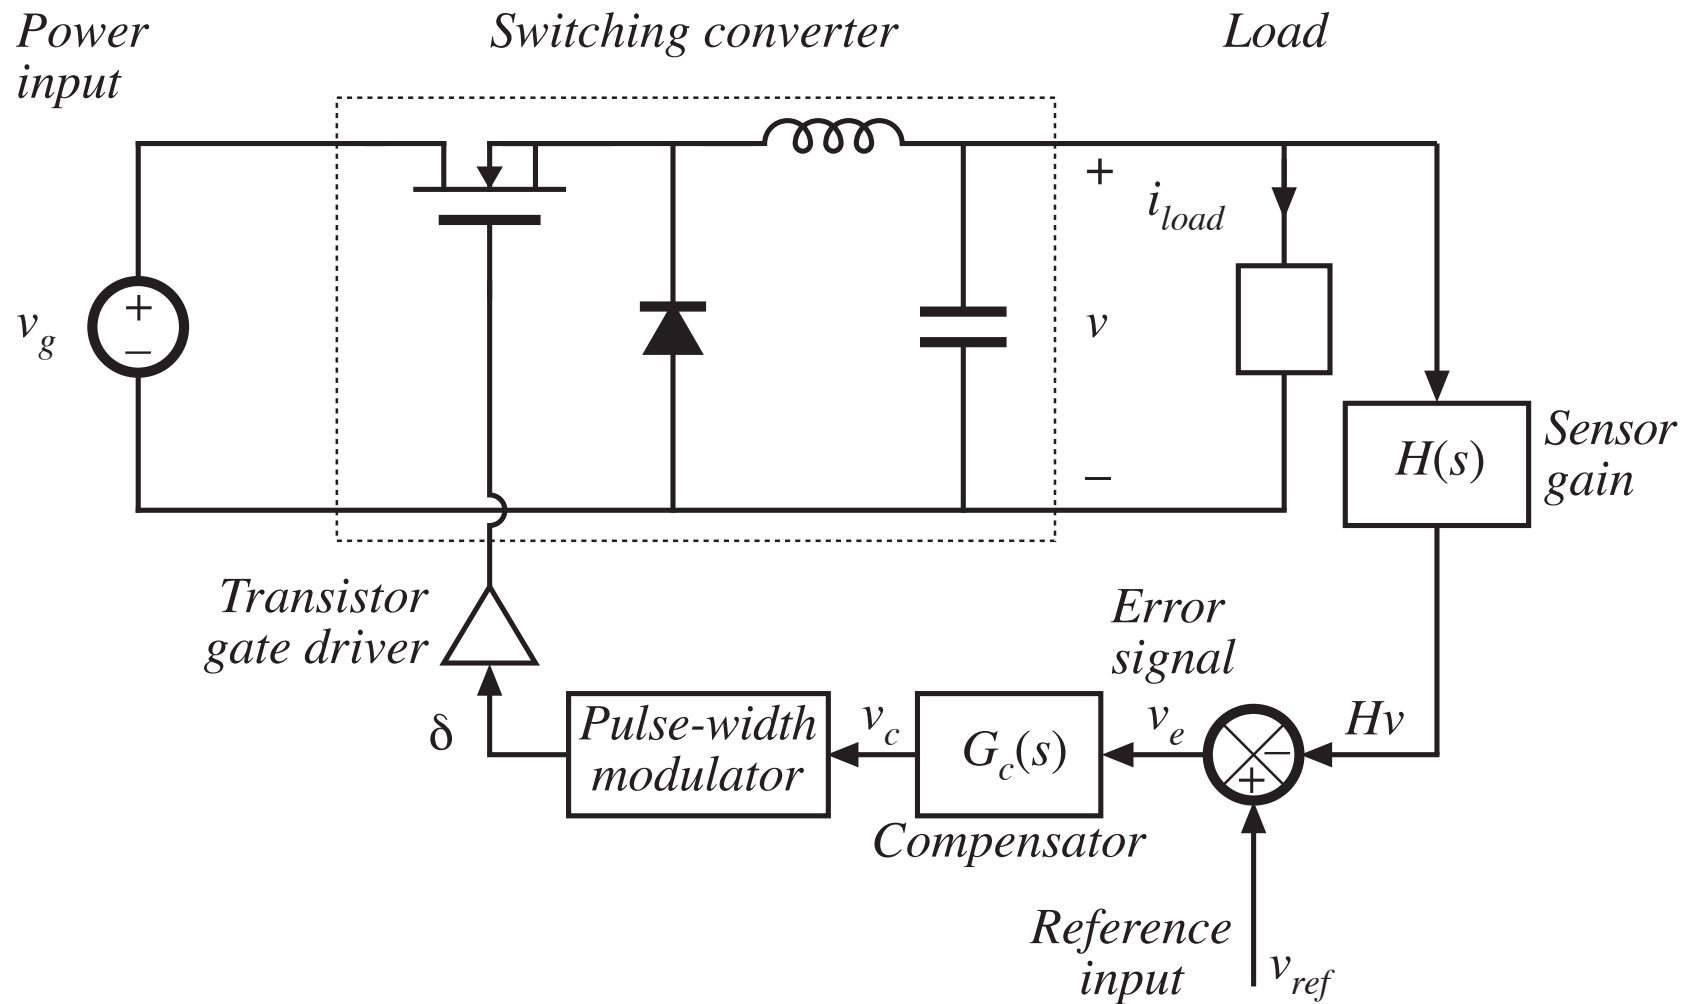 Power
input
Switching converter
Load
+
i_load
v_g
+
–
v
–
H(s)
Sensor
gain
Transistor
gate driver
Error
signal
δ
Pulse-width
modulator
v_c
G_c(s)
v_e
–
+
Hv
Compensator
Reference
input
v_ref